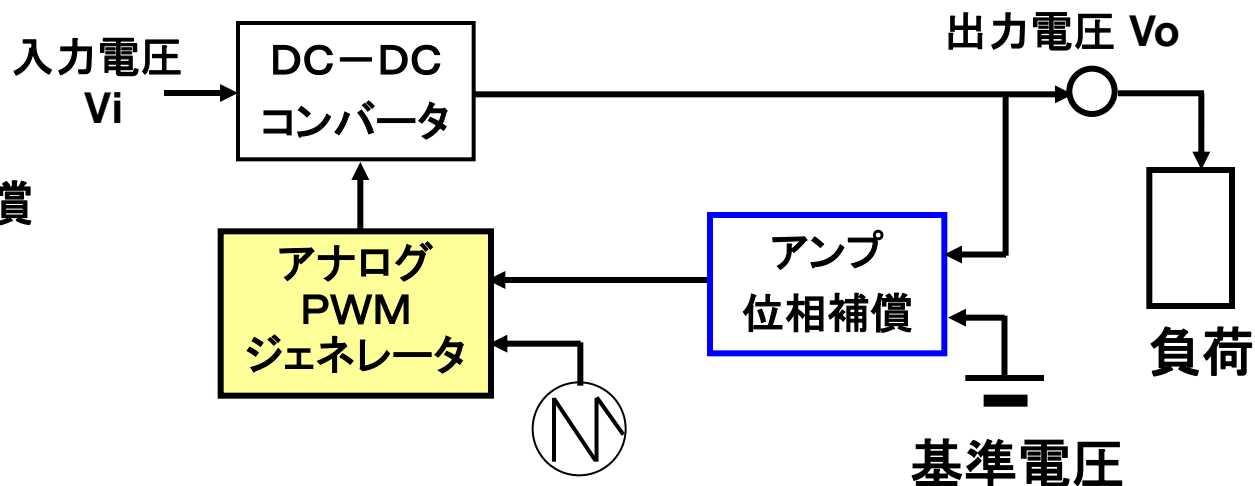 入力電圧
Vi
DC－DC
コンバータ
出力電圧 Vo
償
アナログ
PWM
ジェネレータ
アンプ
位相補償
負荷
基準電圧